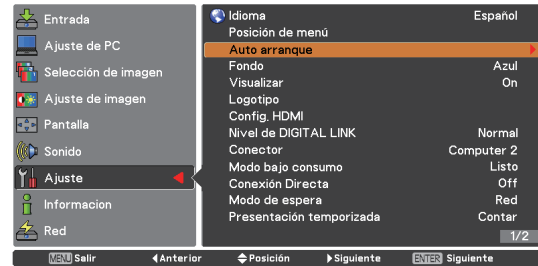 Entrada
Ajuste de PC
Selección de imagen
Ajuste de imagen
Pantalla
Sonido
Ajuste
Informacion
Red
Idioma Español
Posición de menú
Auto arranque
Fondo Azul
Visualizar On
Logotipo
Config. HDMI
Nivel de DIGITAL LINK Normal
Conector Computer 2
Modo bajo consumo Listo
Conexión Directa Off
Modo de espera Red
Presentación temporizada Contar
1/2
MENU Salir Anterior Posición Siguiente ENTER Siguiente